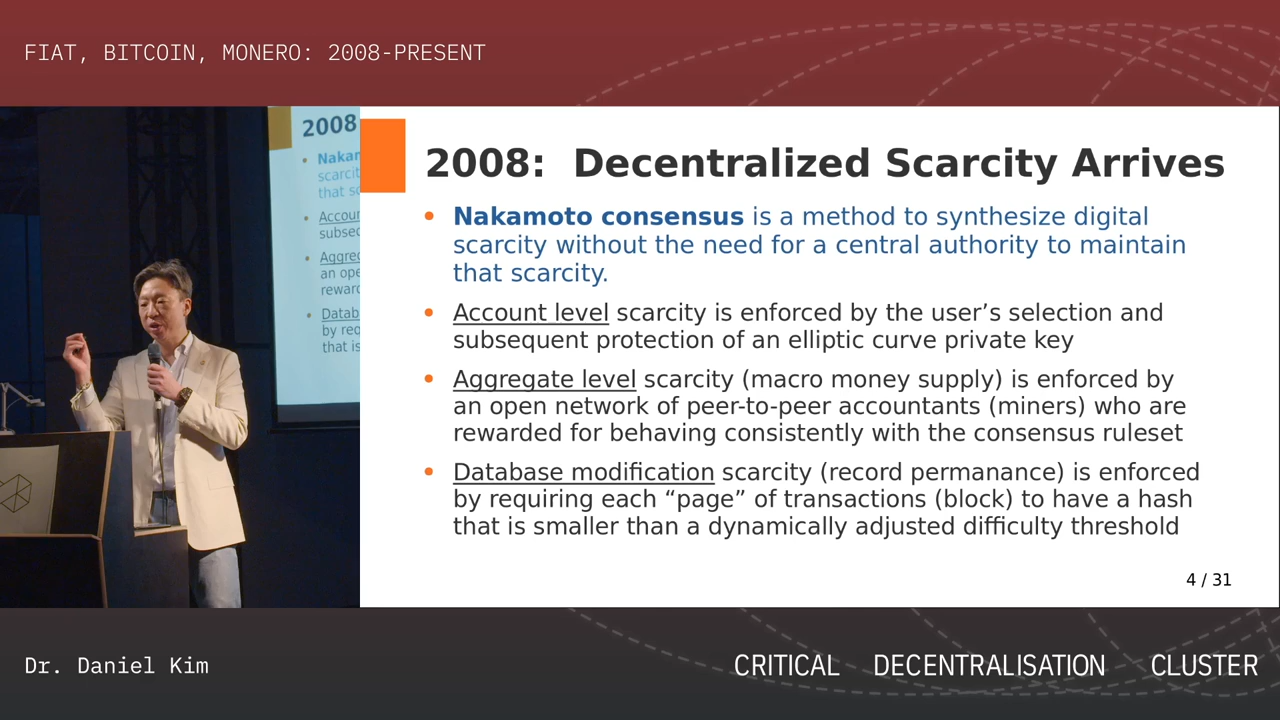 FIAT, BITCOIN, MONERO: 2008-PRESENT
2008
Nakar
scarcit
that sc
Accour
subsec
Aggreg
an ope
reward
Datab
by req
that is
2008:  Decentralized Scarcity Arrives
• Nakamoto consensus is a method to synthesize digital
scarcity without the need for a central authority to maintain
that scarcity.
• Account level scarcity is enforced by the user’s selection and
subsequent protection of an elliptic curve private key
• Aggregate level scarcity (macro money supply) is enforced by
an open network of peer-to-peer accountants (miners) who are
rewarded for behaving consistently with the consensus ruleset
• Database modification scarcity (record permanance) is enforced
by requiring each “page” of transactions (block) to have a hash
that is smaller than a dynamically adjusted difficulty threshold
4 / 31
Dr. Daniel Kim
CRITICAL DECENTRALISATION CLUSTER